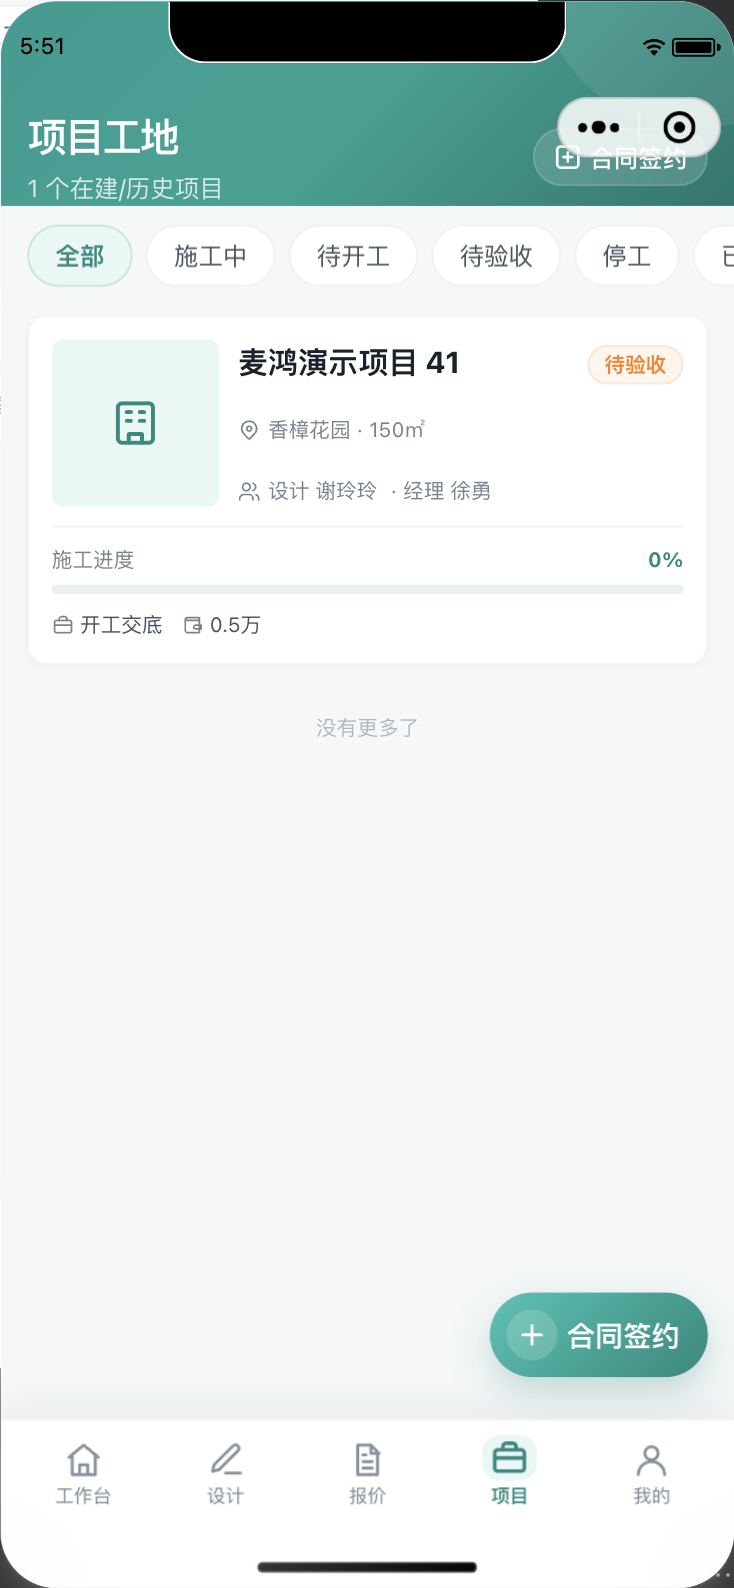 5:51
项目工地
合同签约
1 个在建/历史项目
全部
施工中
待开工
待验收
停工
麦鸿演示项目 41
待验收
香樟花园 · 150㎡
设计 谢玲玲 · 经理 徐勇
施工进度
0%
开工交底
0.5万
没有更多了
合同签约
工作台
设计
报价
项目
我的